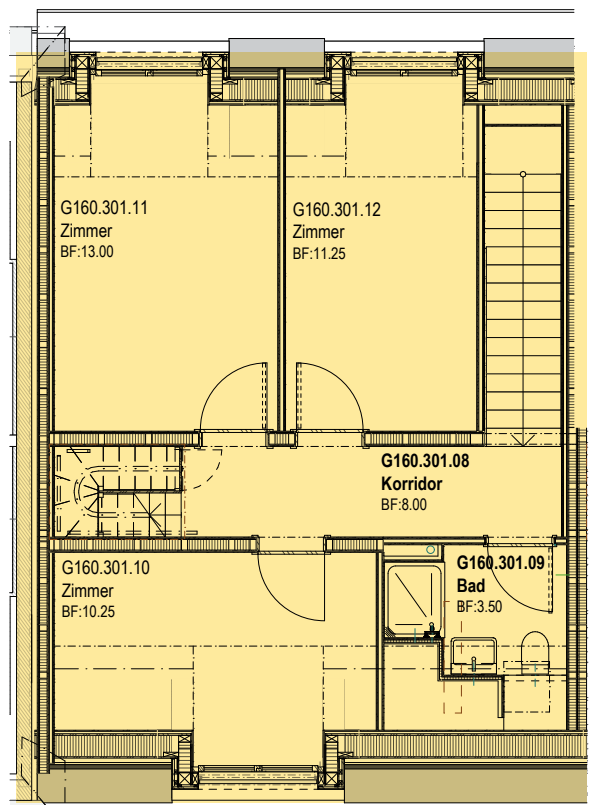 G160.301.11
Zimmer
BF:13.00
G160.301.12
Zimmer
BF:11.25
G160.301.08
Korridor
BF:8.00
G160.301.10
Zimmer
BF:10.25
G160.301.09
Bad
BF:3.50